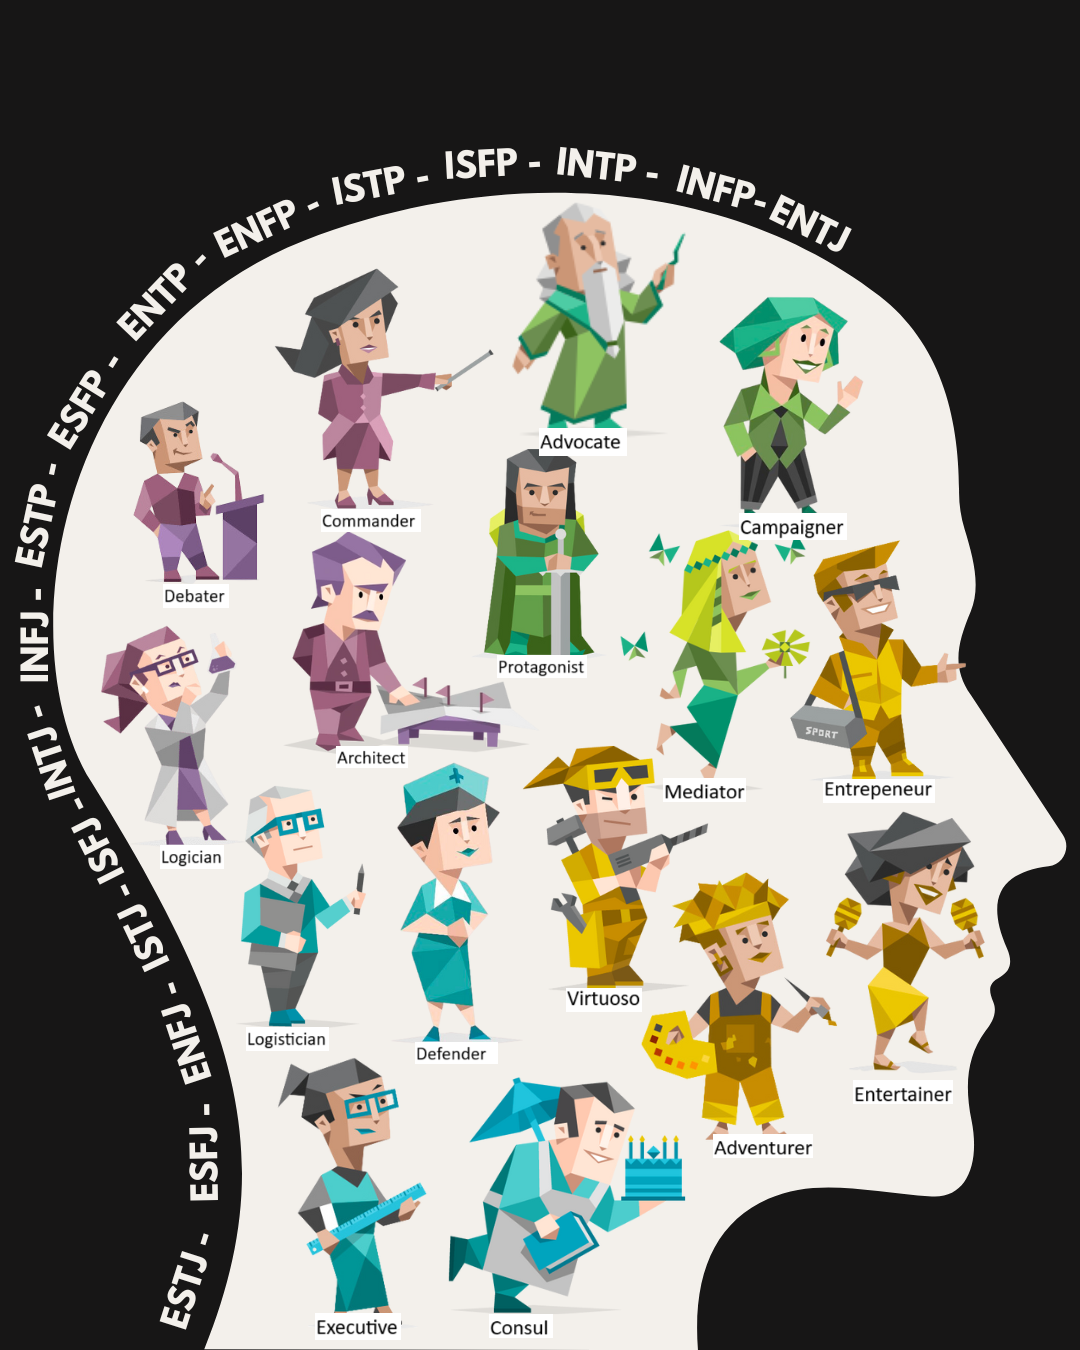 ESTJ - ESFJ - ENFJ - ISTJ - ISFJ - INTJ - INFJ - ESTP - ESFP - ENTP - ENFP - ISTP - ISFP - INTP - INFP- ENTJ
Advocate
Commander
Campaigner
Debater
Protagonist
Architect
SPORT
Mediator
Entrepeneur
Logician
Virtuoso
Logistician
Defender
Entertainer
Adventurer
Executive
Consul